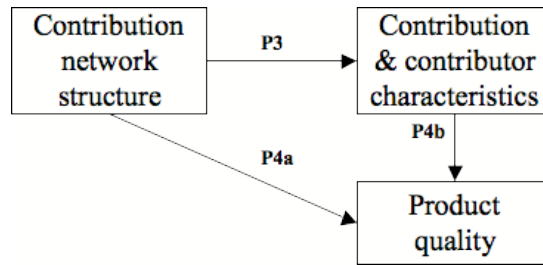 Contribution
network
structure
P3
Contribution
& contributor
characteristics
P4a
P4b
Product
quality